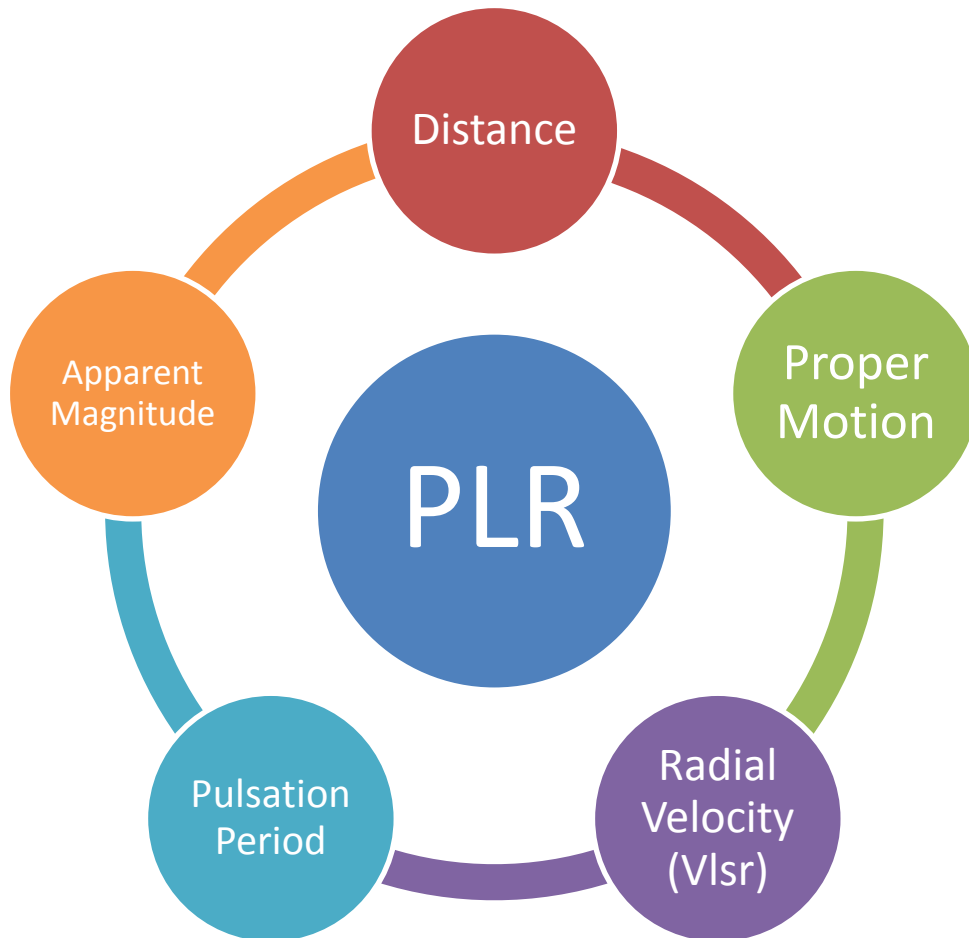 Distance
Proper
Motion
Radial
Velocity
(Vlsr)
Pulsation
Period
Apparent
Magnitude
PLR